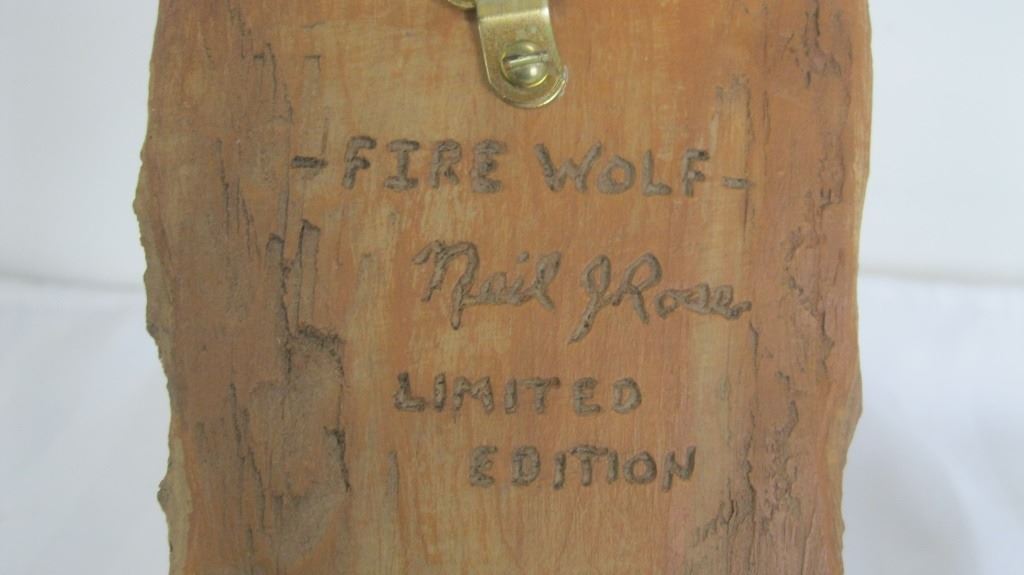 -FIRE WOLF-
Neil J Rose
LIMITED
EDITION